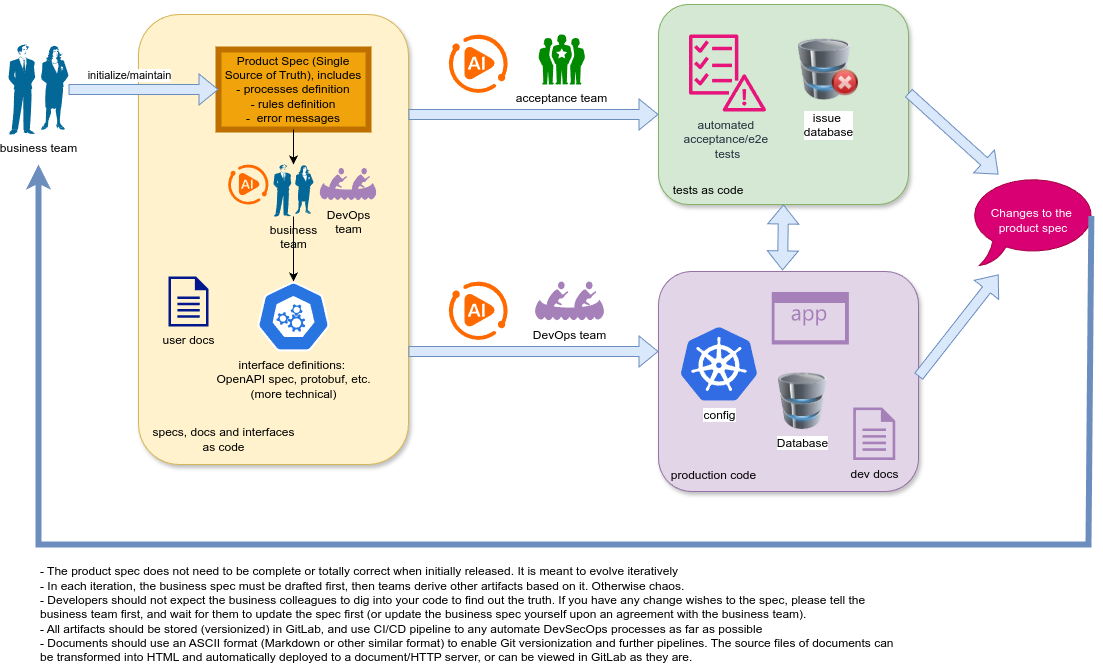 business team
initialize/maintain
Product Spec (Single
Source of Truth), includes
- processes definition
- rules definition
- error messages
AI
business
team
DevOps
team
user docs
interface definitions:
OpenAPI spec, protobuf, etc.
(more technical)
specs, docs and interfaces
as code
AI
acceptance team
AI
DevOps team
automated
acceptance/e2e
tests
issue
database
tests as code
app
config
Database
dev docs
production code
Changes to the
product spec
- The product spec does not need to be complete or totally correct when initially released. It is meant to evolve iteratively
- In each iteration, the business spec must be drafted first, then teams derive other artifacts based on it. Otherwise chaos.
- Developers should not expect the business colleagues to dig into your code to find out the truth. If you have any change wishes to the spec, please tell the
business team first, and wait for them to update the spec first (or update the business spec yourself upon an agreement with the business team).
- All artifacts should be stored (versionized) in GitLab, and use CI/CD pipeline to any automate DevSecOps processes as far as possible
- Documents should use an ASCII format (Markdown or other similar format) to enable Git versionization and further pipelines. The source files of documents can
be transformed into HTML and automatically deployed to a document/HTTP server, or can be viewed in GitLab as they are.